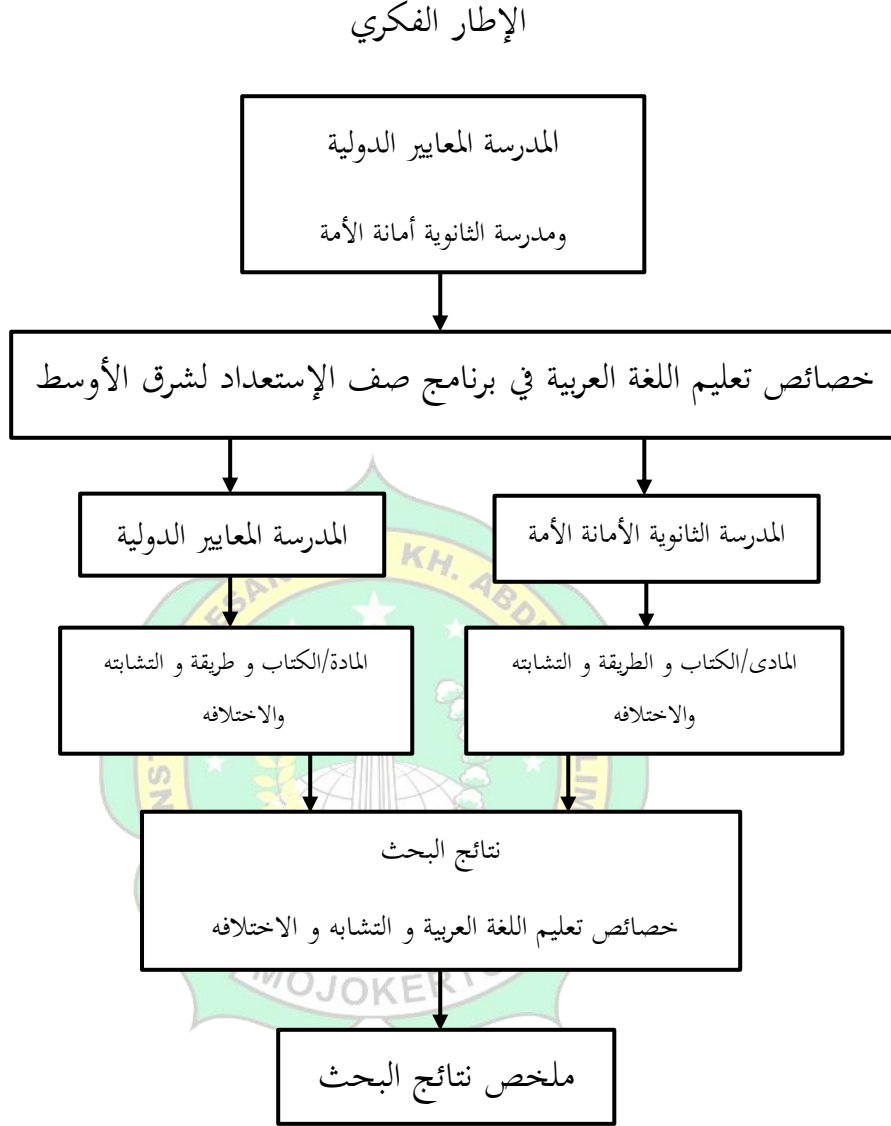 الإطار الفكري
المدرسة المعايير الدولية
ومدرسة الثانوية أمانة الأمة
خصائص تعليم اللغة العربية في برنامج صف الإستعداد لشرق الأوسط
المدرسة الثانوية الأمانة الأمة
المدرسة المعايير الدولية
المادى/الكتاب و الطريقة و التشابته
والاختلافه
المادة/الكتاب و طريقة و التشابته
والاختلافه
نتائج البحث
خصائص تعليم اللغة العربية و التشابه و الاختلافه
ملخص نتائج البحث
KH.
MOJOKERTO